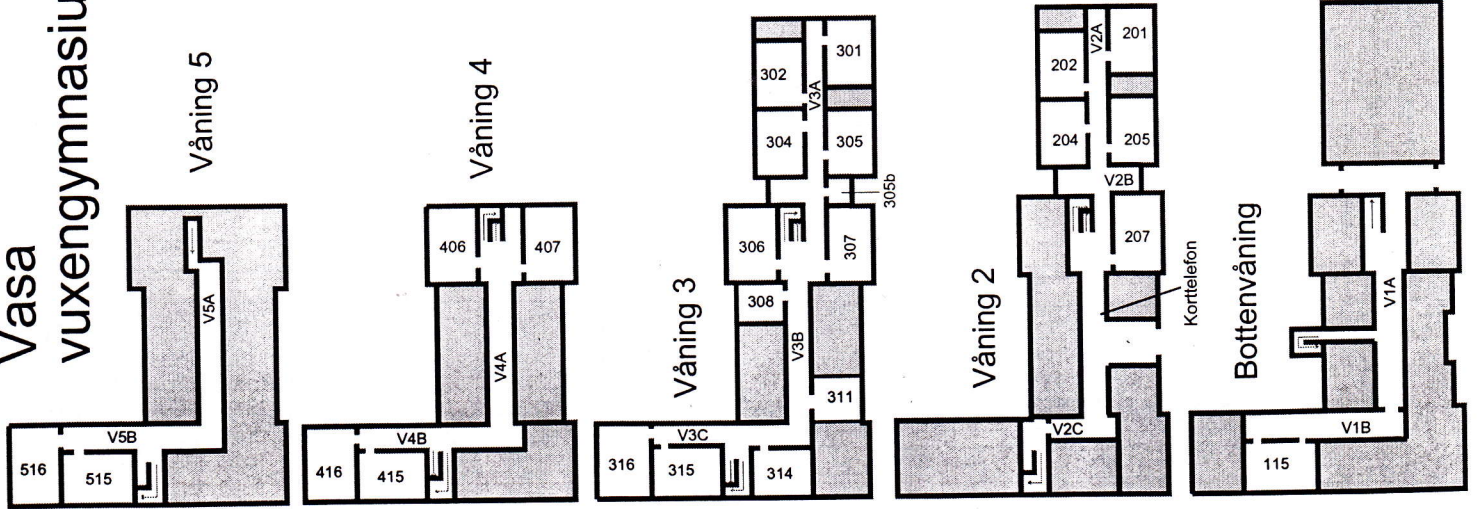 Vasa
vuxengymnasiu
Våning 5
V5A
V5B
516
515
Våning 4
406
407
V4A
V4B
416
415
Våning 3
302
301
V3A
304
305
305b
306
307
308
V3B
311
V3C
316
315
314
Våning 2
V2A
201
202
204
205
V2B
207
Korttelefon
V2C
Bottenvåning
V1A
V1B
115